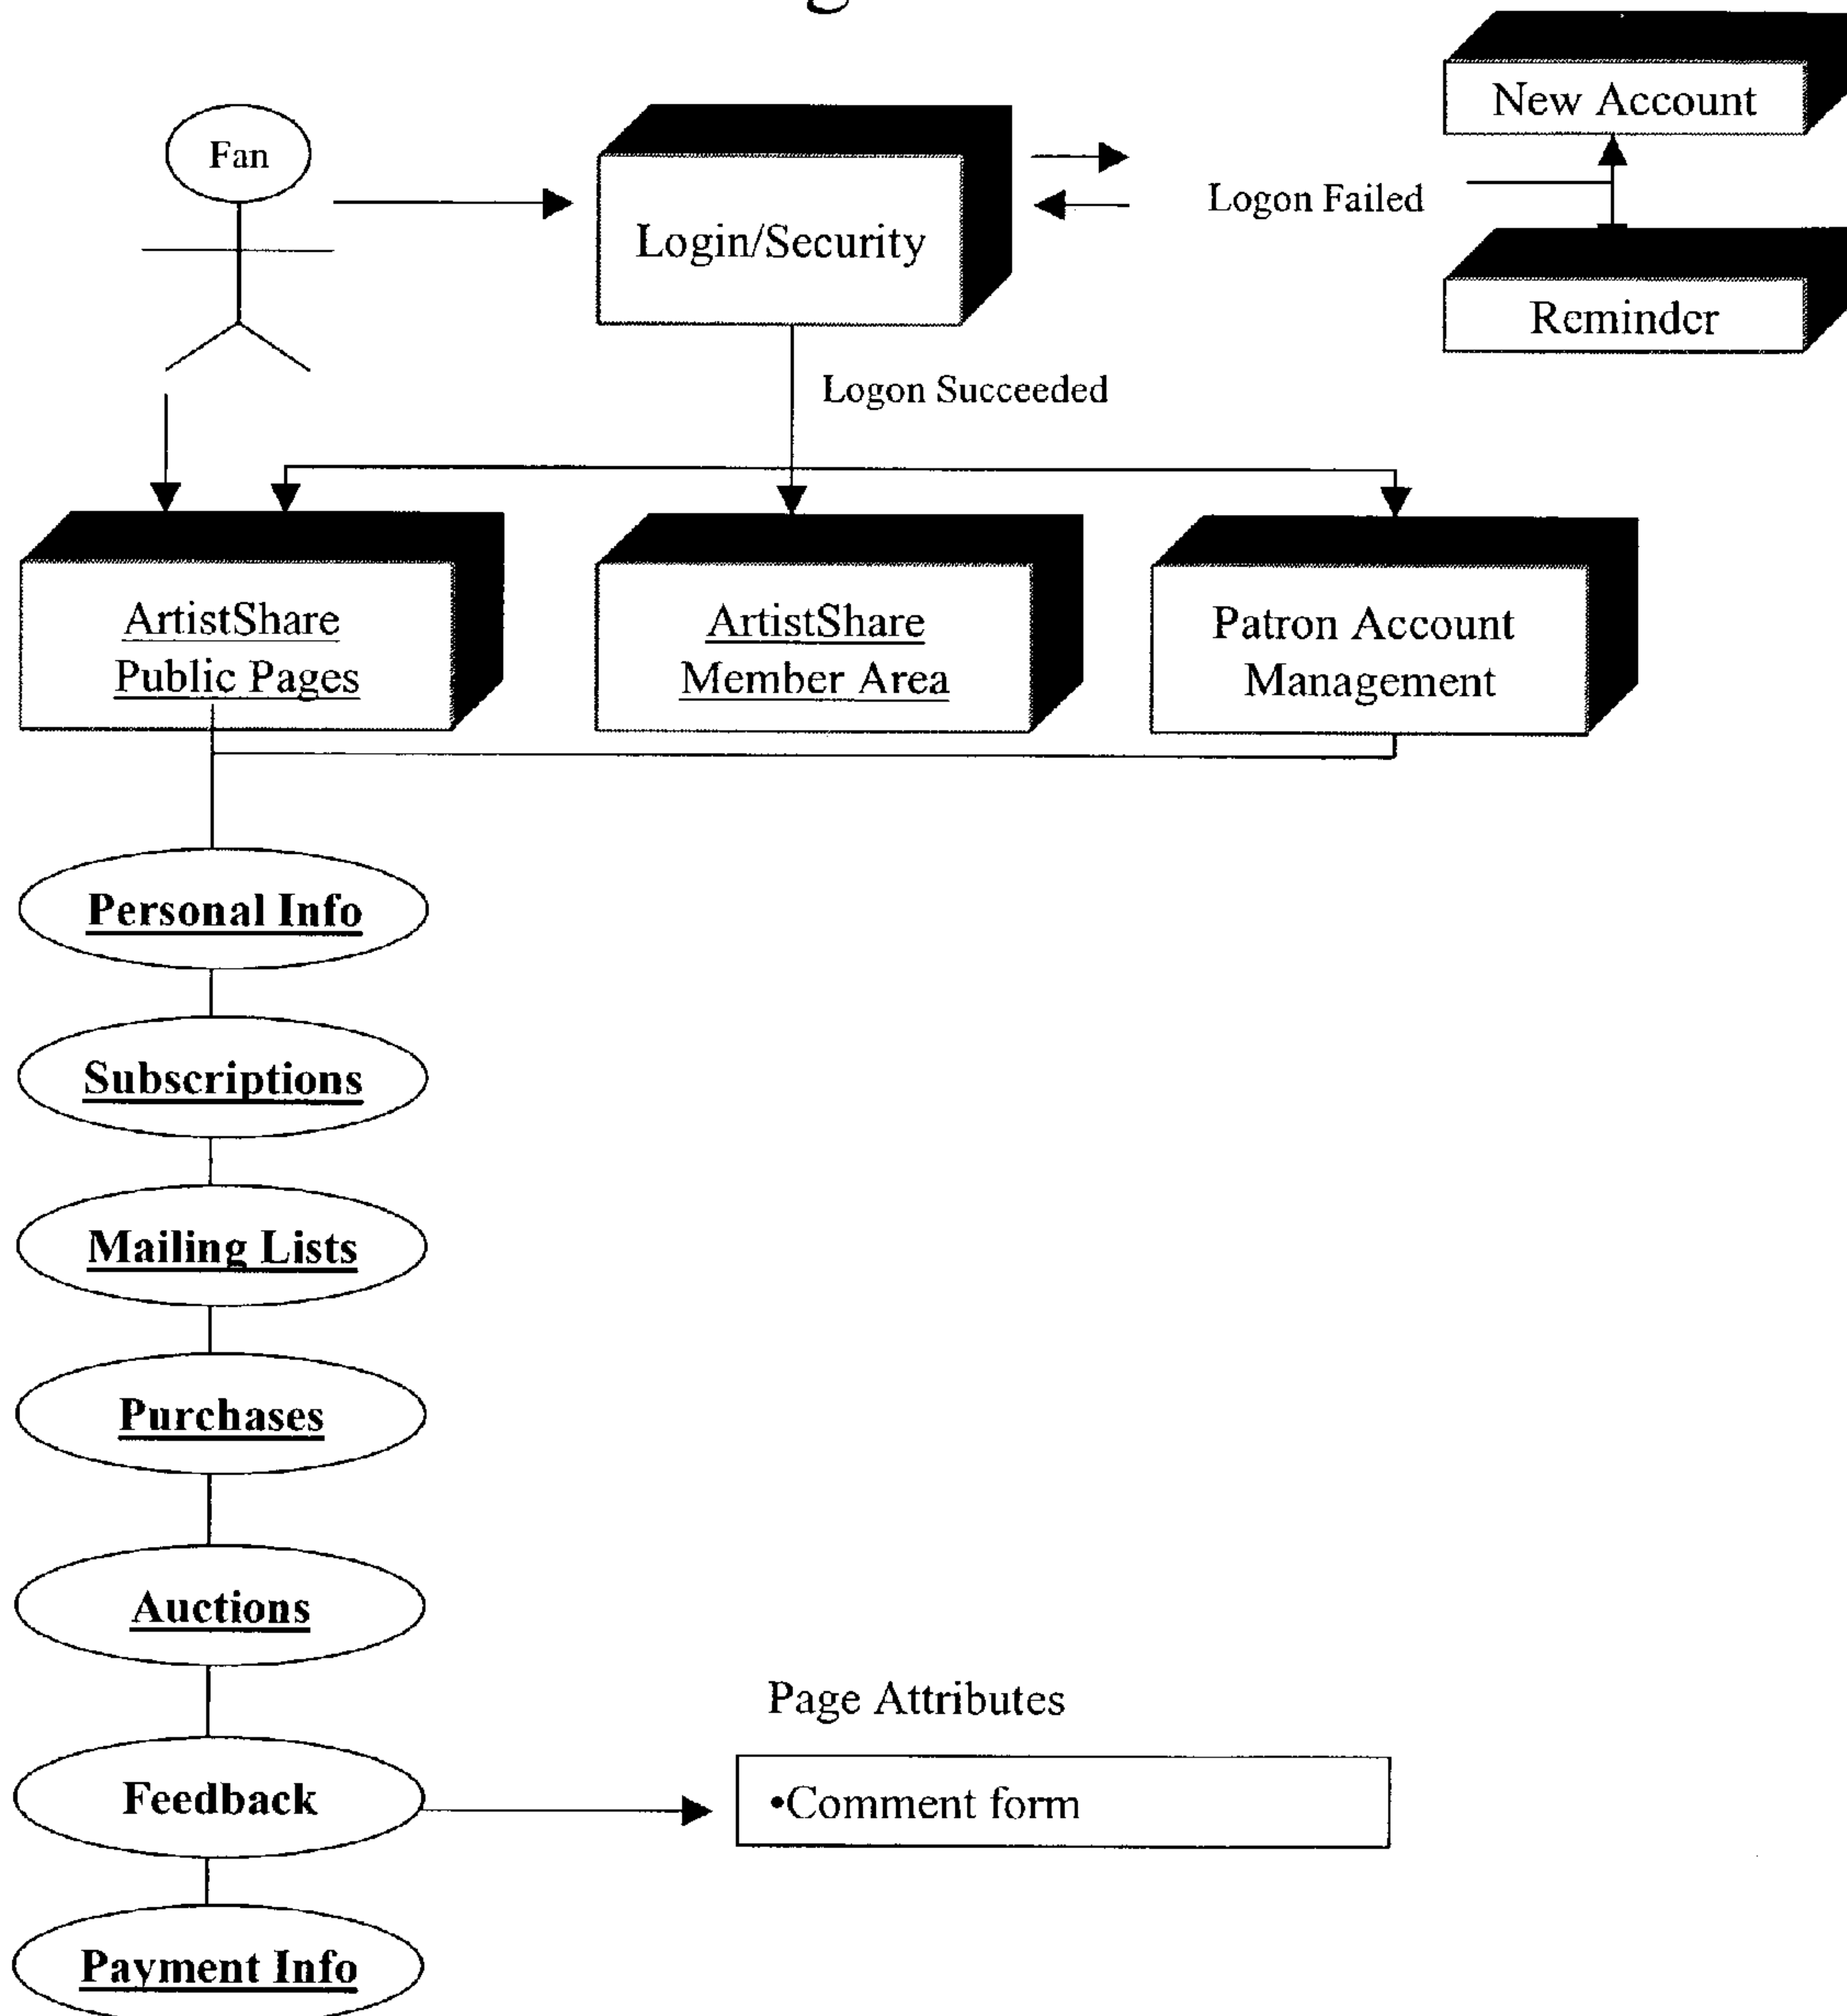 New Account
Fan
Logon Failed
Login/Security
Reminder
Logon Succeeded
ArtistShare
Public Pages
ArtistShare
Member Area
Patron Account
Management
Personal Info
Subscriptions
Mailing Lists
Purchases
Auctions
Page Attributes
Feedback
•Comment form
Payment Info